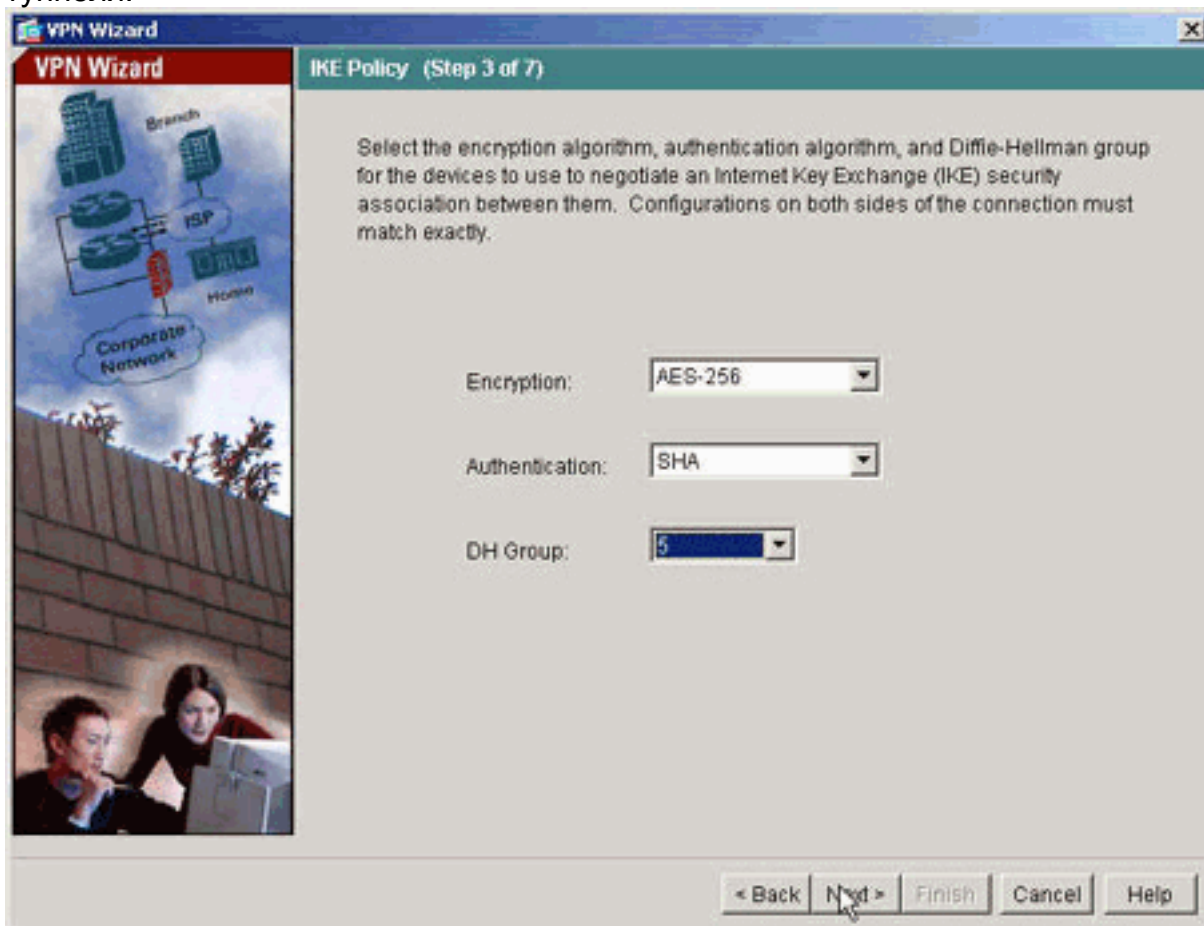 VPN Wizard
VPN Wizard
IKE Policy (Step 3 of 7)
Branch
ISP
Home
Corporate
Network
Select the encryption algorithm, authentication algorithm, and Diffie-Hellman group
for the devices to use to negotiate an Internet Key Exchange (IKE) security
association between them. Configurations on both sides of the connection must
match exactly.
Encryption: AES-256
Authentication: SHA
DH Group: 5
< Back Next > Finish Cancel Help